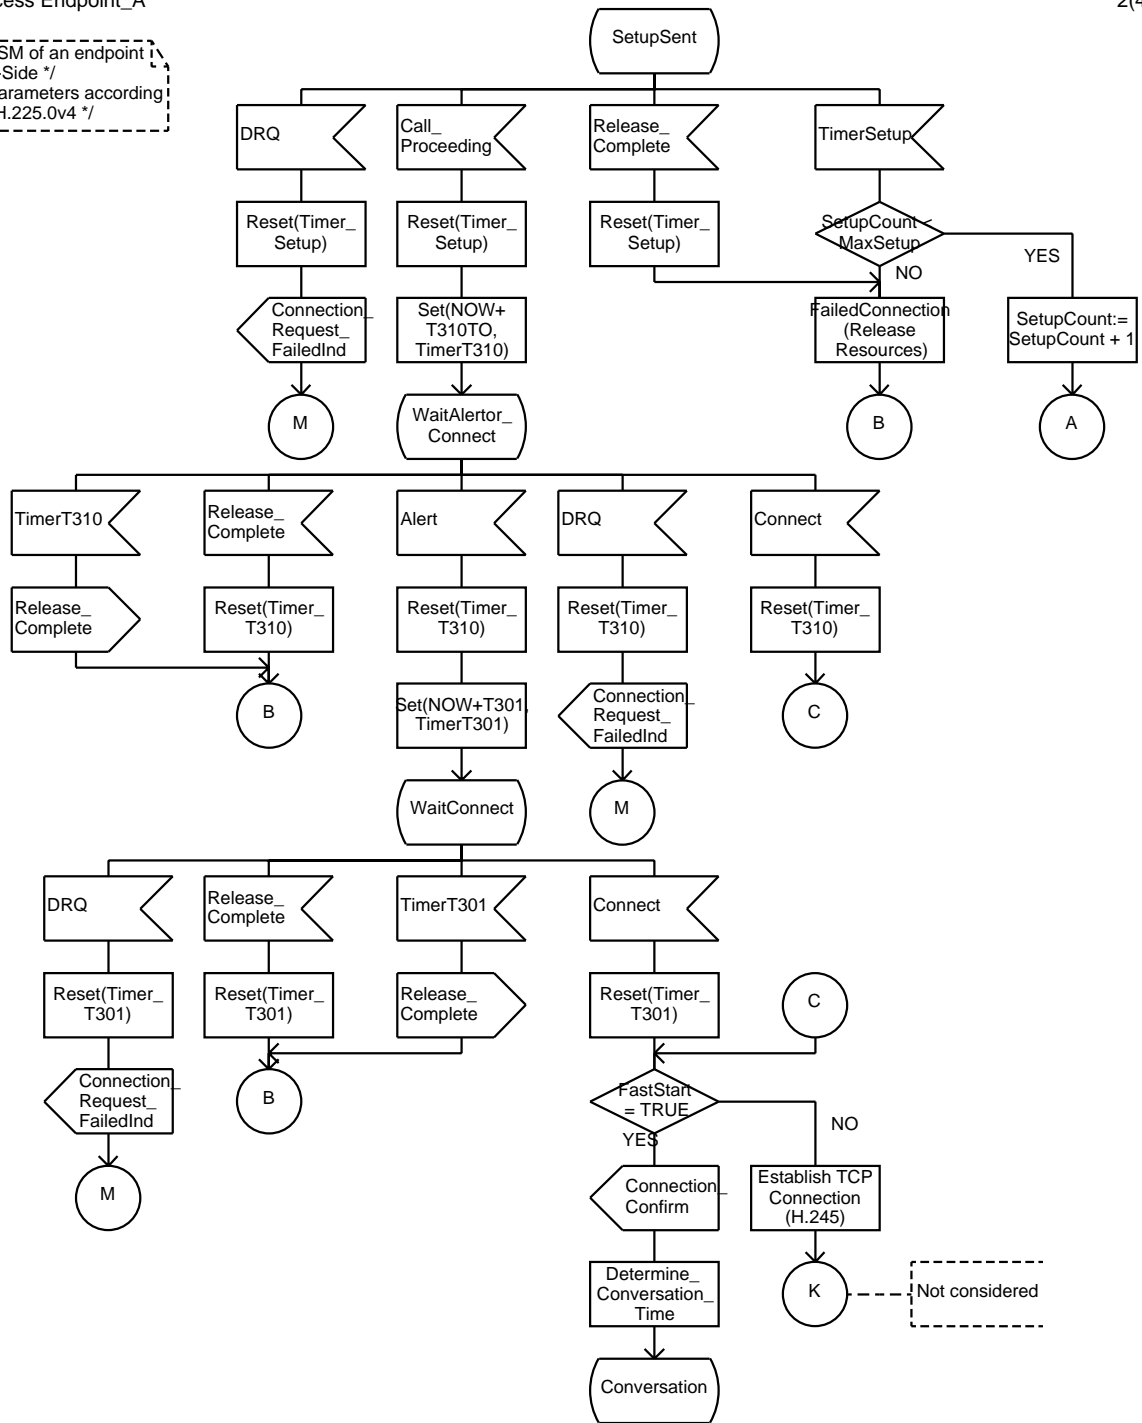 Endpoint_A
2(4
SM of an endpoint
-Side */
arameters according
H.225.0v4 */
SetupSent
DRQ
Call_
Proceeding
Release_
Complete
TimerSetup
Reset(Timer_
Setup)
Reset(Timer_
Setup)
Reset(Timer_
Setup)
SetupCount <
MaxSetup
YES
NO
Connection_
Request_
FailedInd
Set(NOW+
T310TO,
TimerT310)
FailedConnection
(Release
Resources)
SetupCount:=
SetupCount + 1
M
WaitAlertor_
Connect
B
A
TimerT310
Release_
Complete
Alert
DRQ
Connect
Release_
Complete
Reset(Timer_
T310)
Reset(Timer_
T310)
Reset(Timer_
T310)
Reset(Timer_
T310)
B
Set(NOW+T301,
TimerT301)
Connection_
Request_
FailedInd
C
WaitConnect
M
DRQ
Release_
Complete
TimerT301
Connect
Reset(Timer_
T301)
Reset(Timer_
T301)
Release_
Complete
Reset(Timer_
T301)
C
Connection_
Request_
FailedInd
B
FastStart
= TRUE
YES
NO
M
Connection_
Confirm
Establish TCP
Connection
(H.245)
Determine_
Conversation_
Time
K
Not considered
Conversation